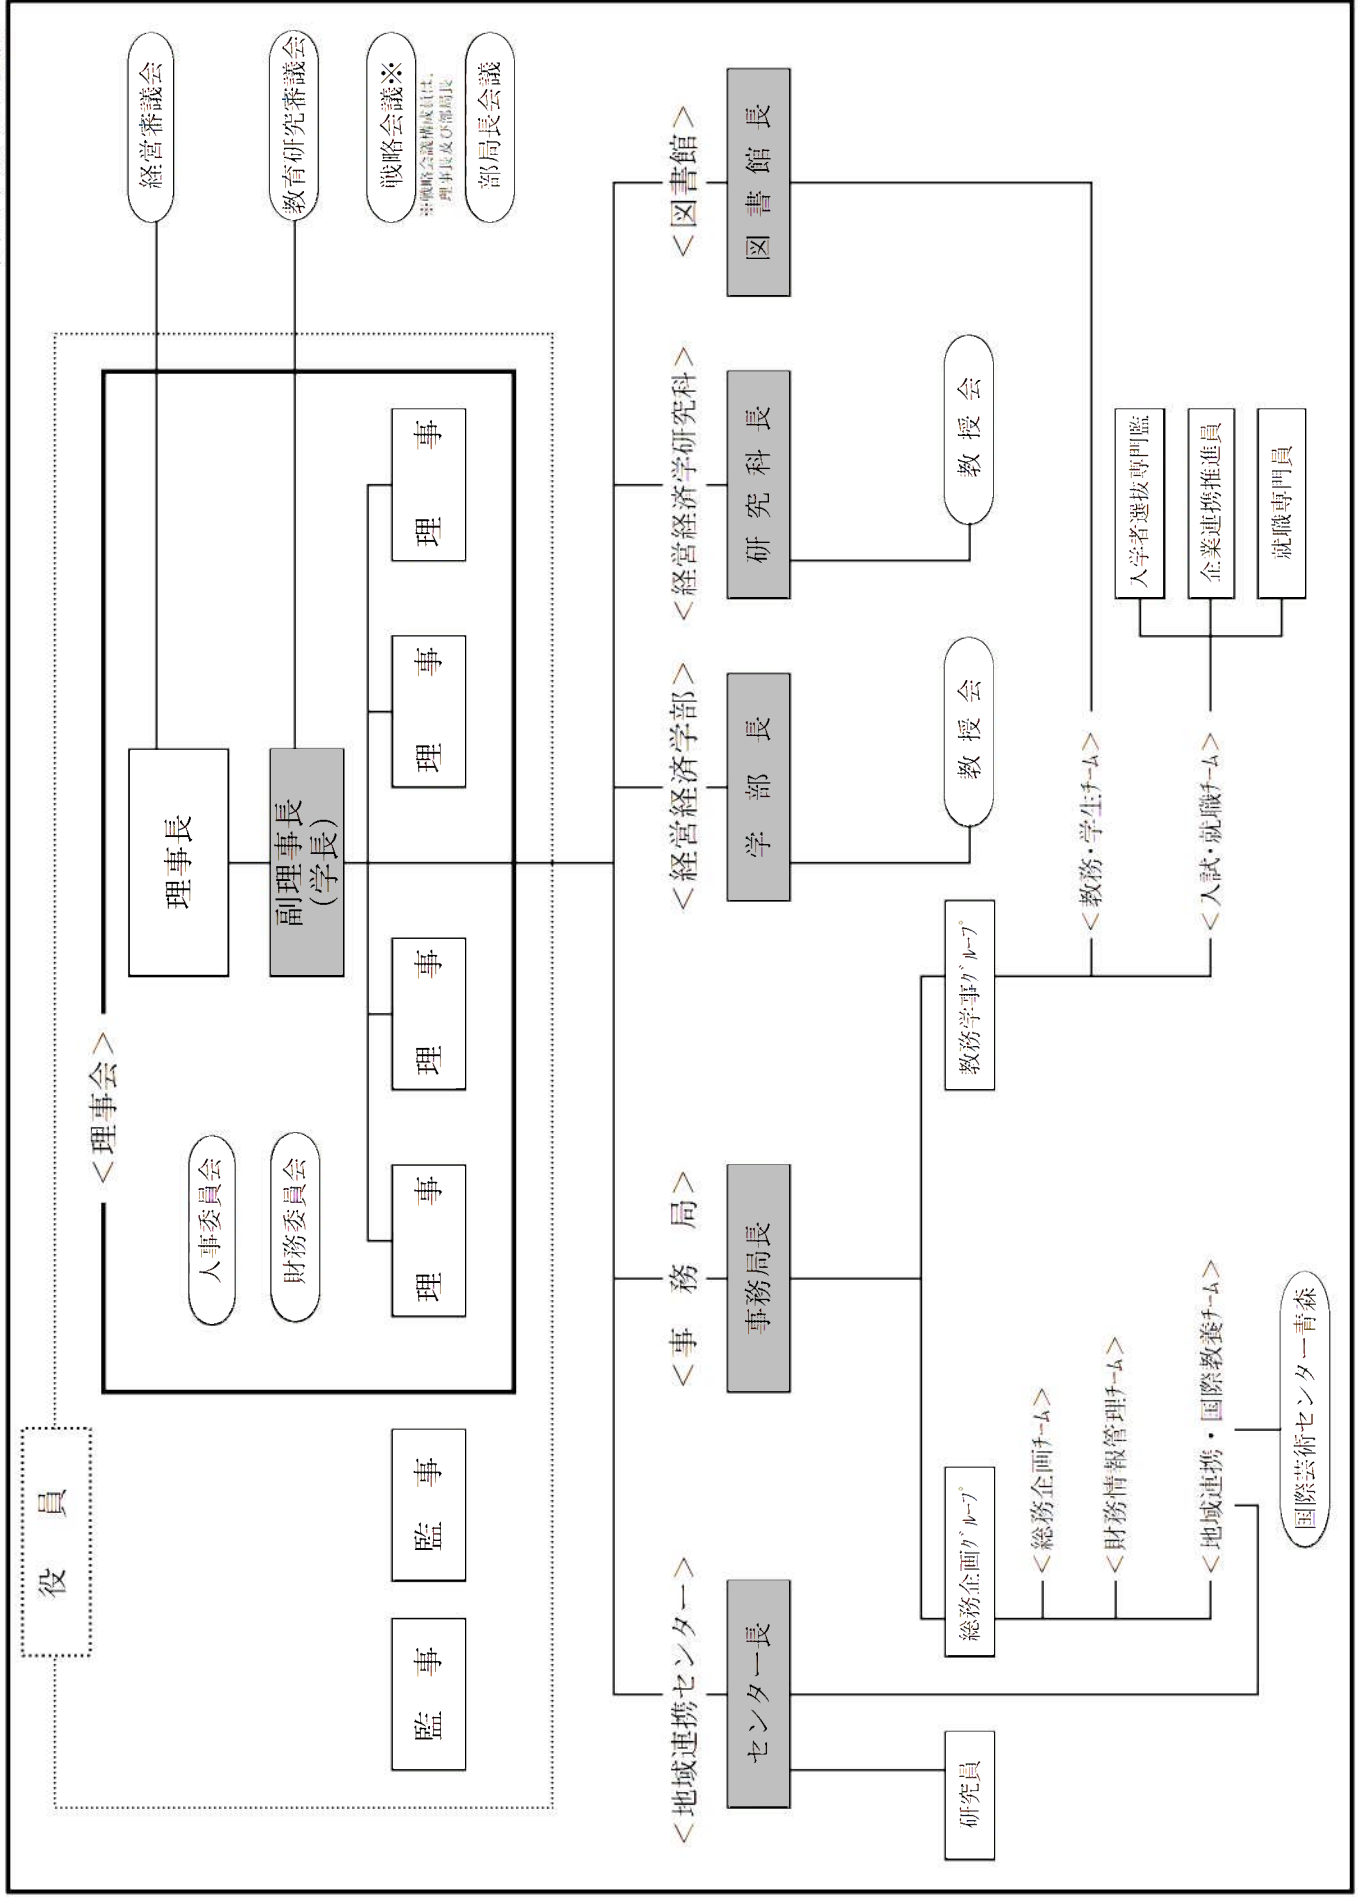 役 員
<理事会>
理事長
経営審議会
人事委員会
副理事長
(学長)
教育研究審議会
財務委員会
戦略会議※
※戦略会議構成員は、
理事長及び部局長
部局長会議
監 事
監 事
理 事
理 事
理 事
理 事
<地域連携センター>
<事 務 局>
<経営経済学部>
<経営経済学研究科>
<図書館>
センター長
事務局長
学 部 長
研 究 科 長
図 書 館 長
研究員
総務企画グループ
教務学事グループ
教 授 会
教 授 会
<総務企画チーム>
<財務情報管理チーム>
<地域連携・国際教養チーム>
国際芸術センター青森
<教務・学生チーム>
<入試・就職チーム>
入学者選抜専門監
企業連携推進員
就職専門員